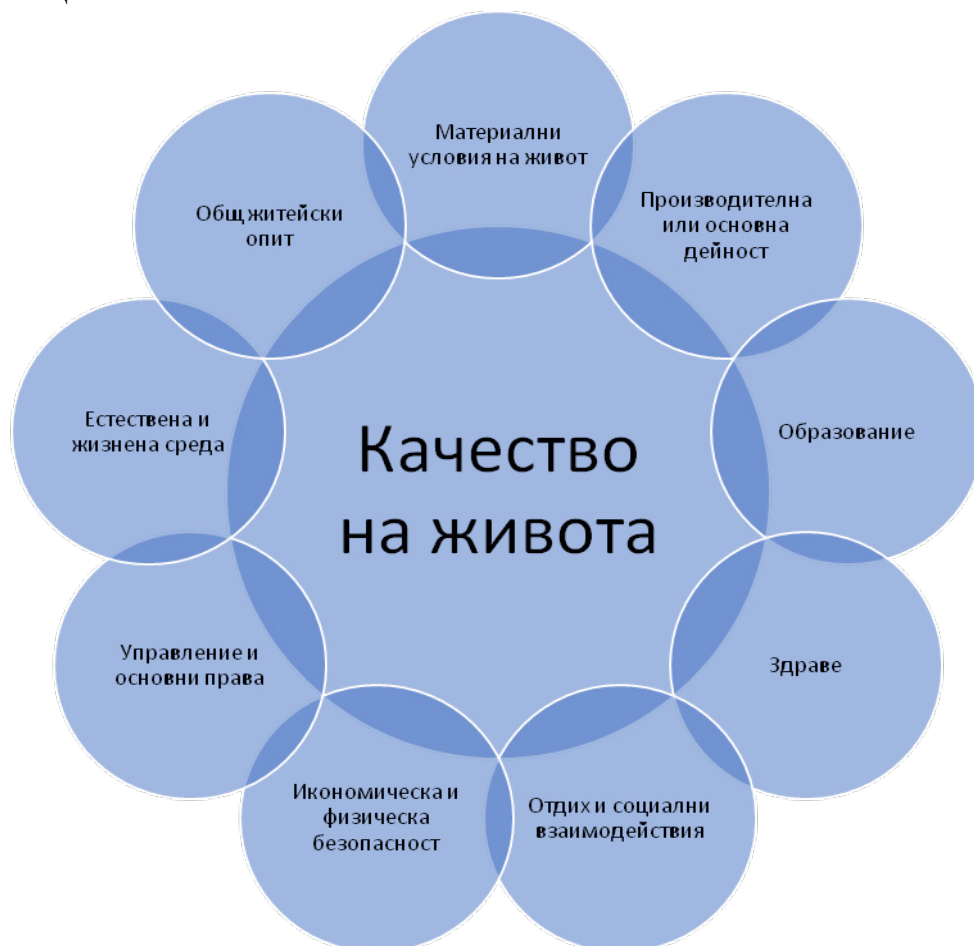 Материални
условия на живот
Производителна
или основна
дейност
Образование
Здраве
Отдих и социални
взаимодействия
Икономическа и
физическа
безопасност
Управление и
основни права
Естествена и
жизнена среда
Общ житейски
опит
Качество
на живота